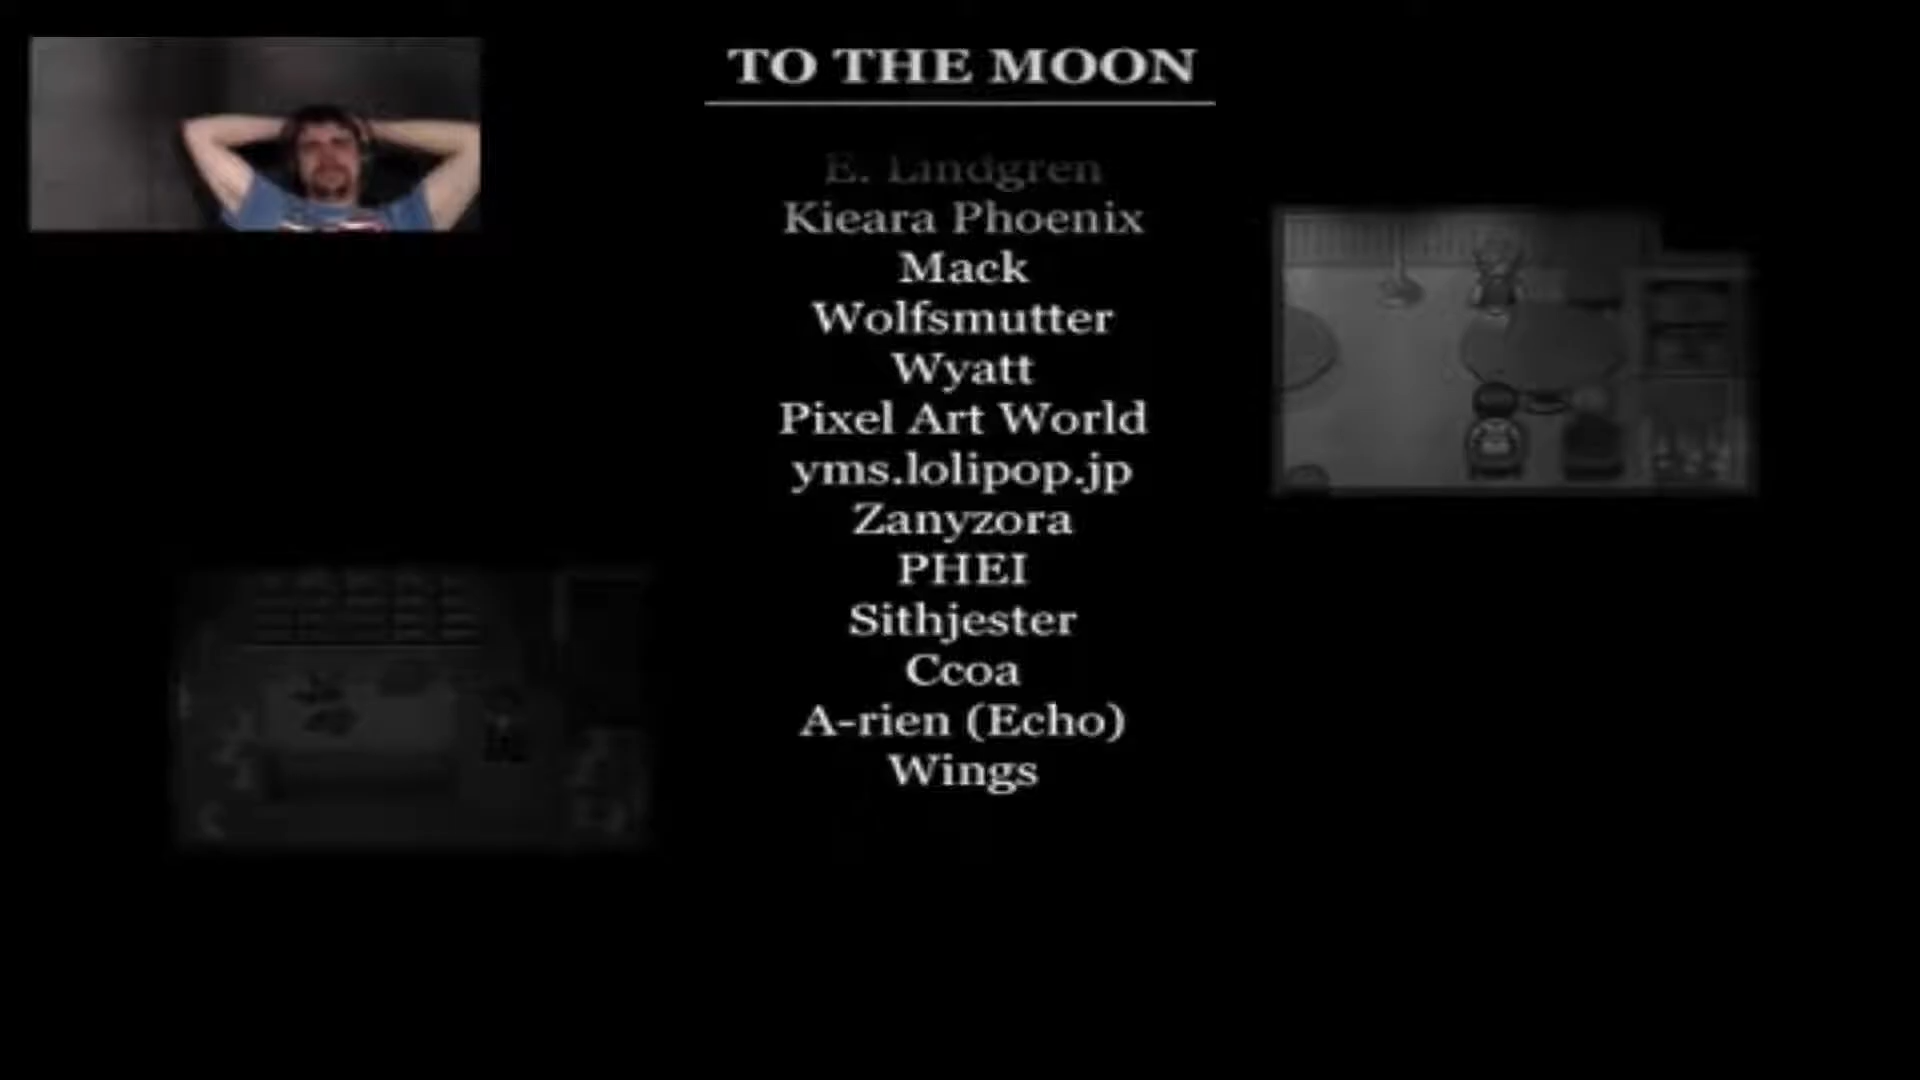 TO THE MOON
E. Lindgren
Kieara Phoenix
Mack
Wolfsmutter
Wyatt
Pixel Art World
yms.lolipop.jp
Zanyzora
PHEI
Sithjester
Ccoa
A-rien (Echo)
Wings